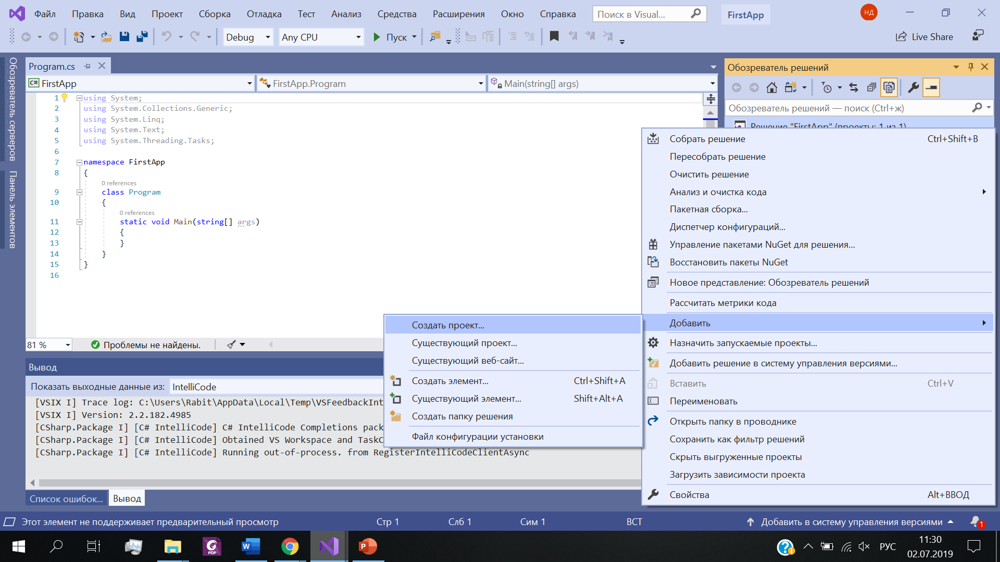 Файл Правка Вид Проект Сборка Отладка Тест Анализ Средства Расширения Окно Справка Поиск в Visual... FirstApp НД
Debug Any CPU Пуск Live Share
Обозреватель серверов
Панель элементов
Program.cs
FirstApp FirstApp.Program Main(string[] args)
1 using System;
2 using System.Collections.Generic;
3 using System.Linq;
4 using System.Text;
5 using System.Threading.Tasks;
6
7 namespace FirstApp
8 {
0 references
9 class Program
10 {
0 references
11 static void Main(string[] args)
12 {
13 }
14 }
15 }
16
81 % Проблемы не найдены.
Вывод
Показать выходные данные из: IntelliCode
[VSIX I] Trace log: C:\Users\Rabit\AppData\Local\Temp\VSFeedbackInt
[VSIX I] Version: 2.2.182.4985
[CSharp.Package I] [C# IntelliCode] C# IntelliCode Completions pack
[CSharp.Package I] [C# IntelliCode] Obtained VS Workspace and TaskC
[CSharp.Package I] [C# IntelliCode] Running out-of-process. from RegisterIntelliCodeClientAsync
Список ошибок... Вывод
Обозреватель решений
Обозреватель решений — поиск (Ctrl+ж)
Решение "FirstApp" (проекты: 1 из 1)
Собрать решение Ctrl+Shift+B
Пересобрать решение
Очистить решение
Анализ и очистка кода
Пакетная сборка...
Диспетчер конфигураций...
Управление пакетами NuGet для решения...
Восстановить пакеты NuGet
Новое представление: Обозреватель решений
Рассчитать метрики кода
Добавить
Назначить запускаемые проекты...
Добавить решение в систему управления версиями...
Вставить Ctrl+V
Переименовать
Открыть папку в проводнике
Сохранить как фильтр решений
Скрыть выгруженные проекты
Загрузить зависимости проекта
Свойства Alt+ВВОД
Создать проект...
Существующий проект...
Существующий веб-сайт...
Создать элемент... Ctrl+Shift+A
Существующий элемент... Shift+Alt+A
Создать папку решения
Файл конфигурации установки
Этот элемент не поддерживает предварительный просмотр Стр 1 Слб 1 Сим 1 ВСТ Добавить в систему управления версиями 1
PDF W P РУС 11:30
02.07.2019